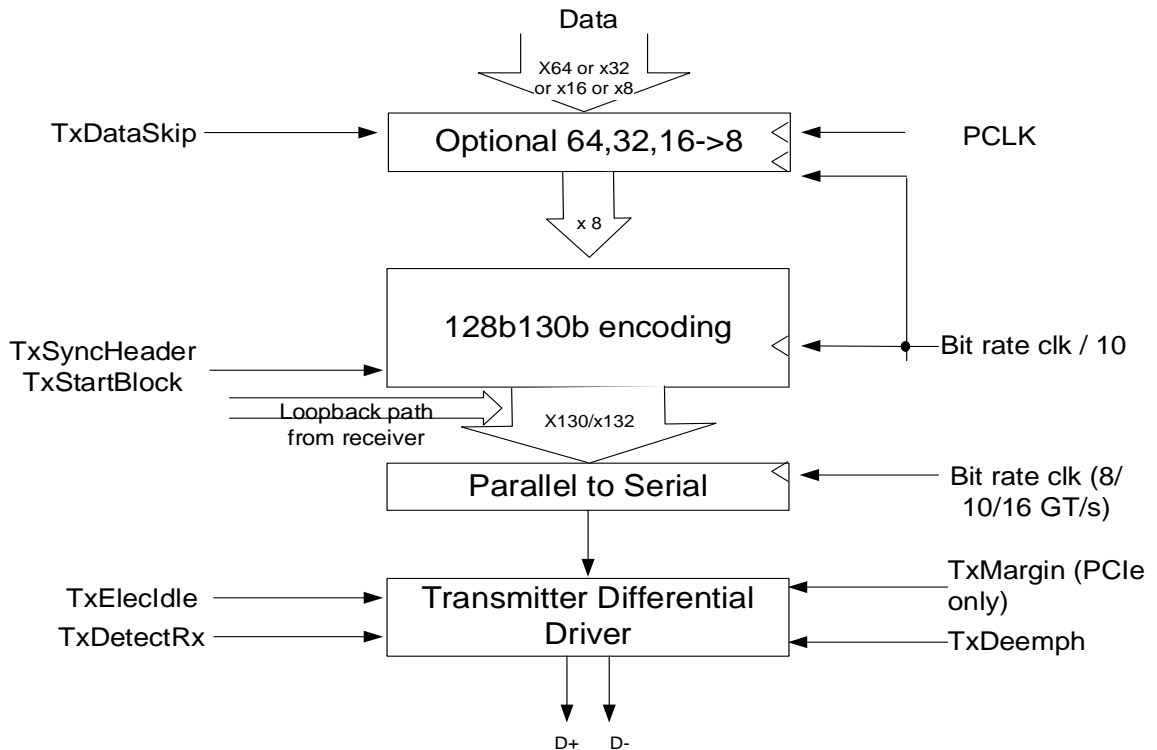 Data
X64 or x32
or x16 or x8
TxDataSkip
Optional 64,32,16->8
PCLK
x 8
128b130b encoding
TxSyncHeader
TxStartBlock
Bit rate clk / 10
Loopback path
from receiver
X130/x132
Parallel to Serial
Bit rate clk (8/
10/16 GT/s)
TxElecIdle
TxDetectRx
Transmitter Differential
Driver
TxMargin (PCIe
only)
TxDeemph
D+ D-